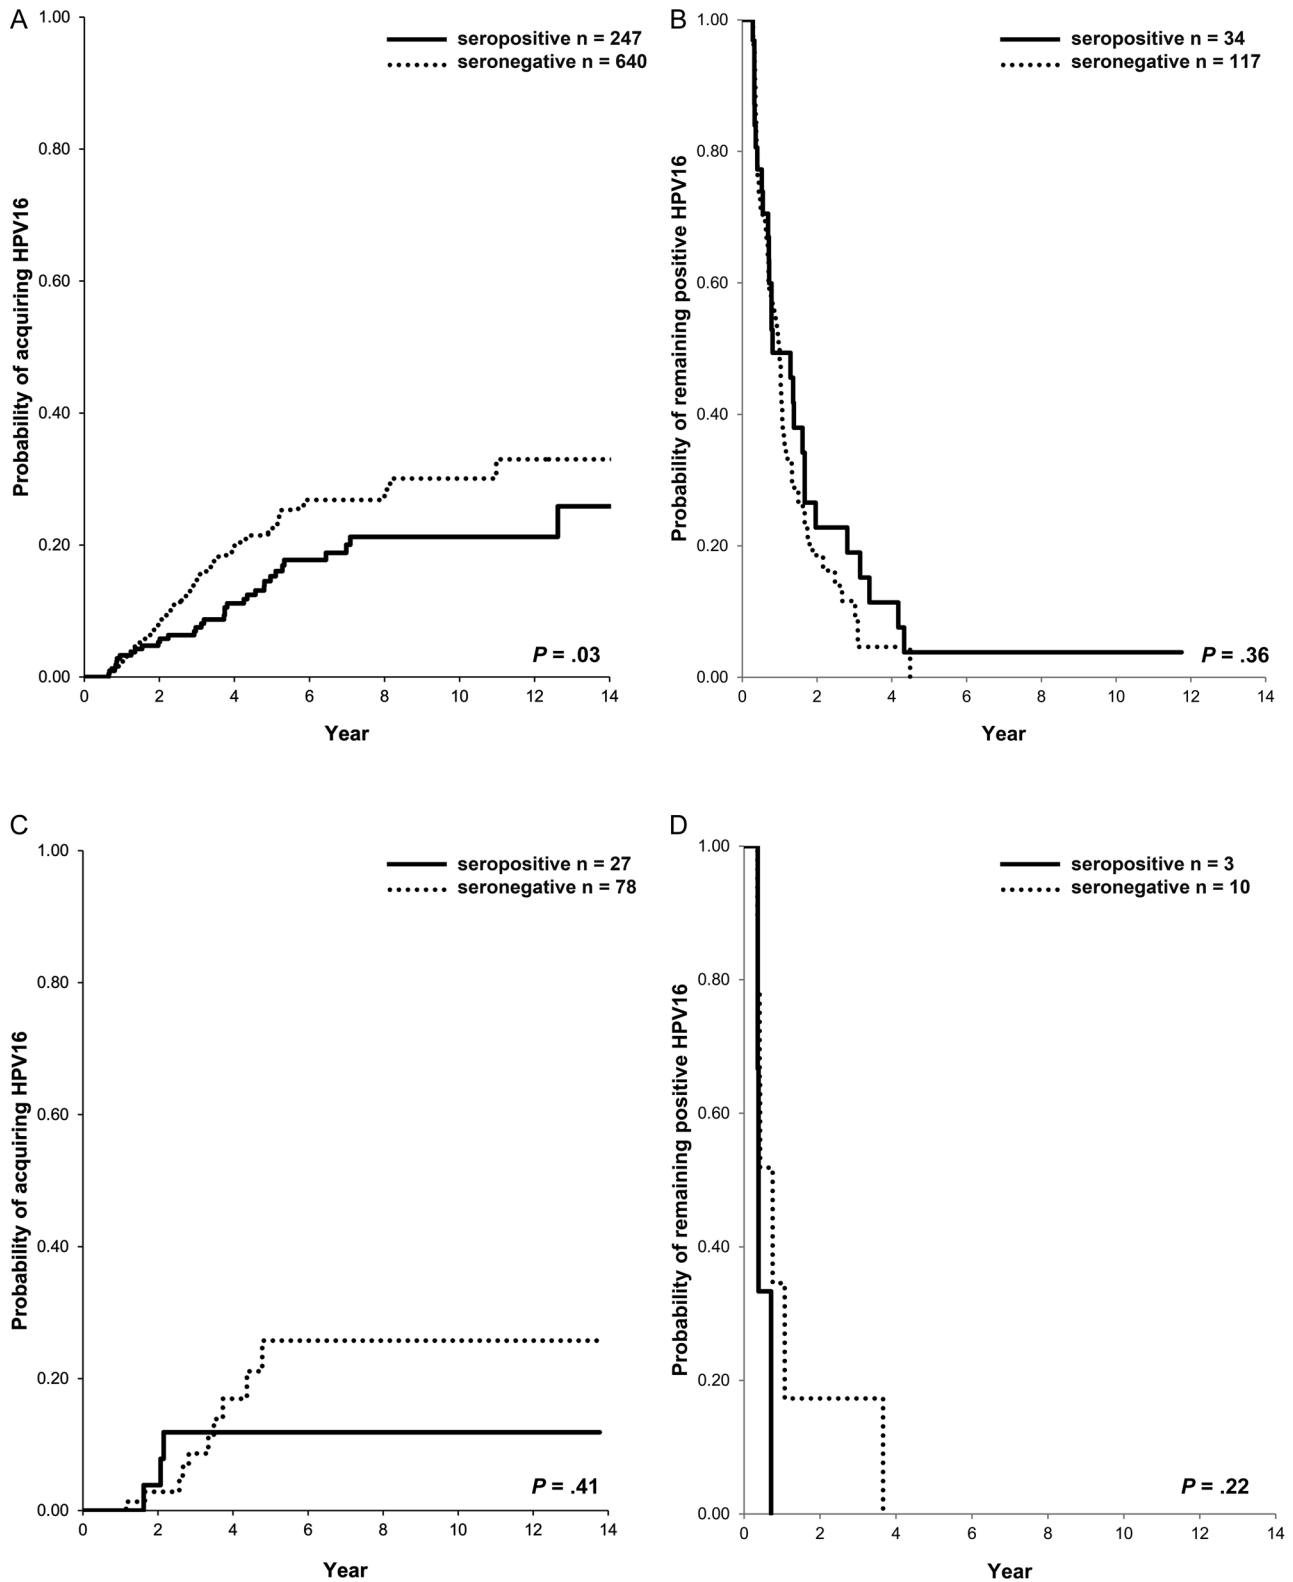 A
seropositive n = 247
seronegative n = 640
Probability of acquiring HPV16
1.00
0.80
0.60
0.40
0.20
0.00
P = .03
0 2 4 6 8 10 12 14
Year
B
seropositive n = 34
seronegative n = 117
Probability of remaining positive HPV16
1.00
0.80
0.60
0.40
0.20
0.00
P = .36
0 2 4 6 8 10 12 14
Year
C
seropositive n = 27
seronegative n = 78
Probability of acquiring HPV16
1.00
0.80
0.60
0.40
0.20
0.00
P = .41
0 2 4 6 8 10 12 14
Year
D
seropositive n = 3
seronegative n = 10
Probability of remaining positive HPV16
1.00
0.80
0.60
0.40
0.20
0.00
P = .22
0 2 4 6 8 10 12 14
Year